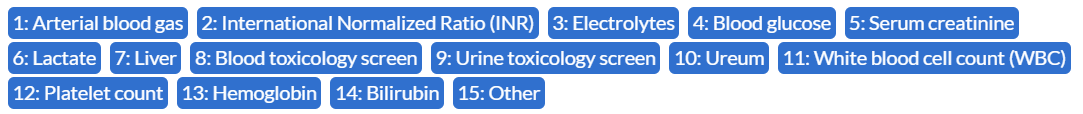 1: Arterial blood gas 2: International Normalized Ratio (INR) 3: Electrolytes 4: Blood glucose 5: Serum creatinine
6: Lactate 7: Liver 8: Blood toxicology screen 9: Urine toxicology screen 10: Ureum 11: White blood cell count (WBC)
12: Platelet count 13: Hemoglobin 14: Bilirubin 15: Other